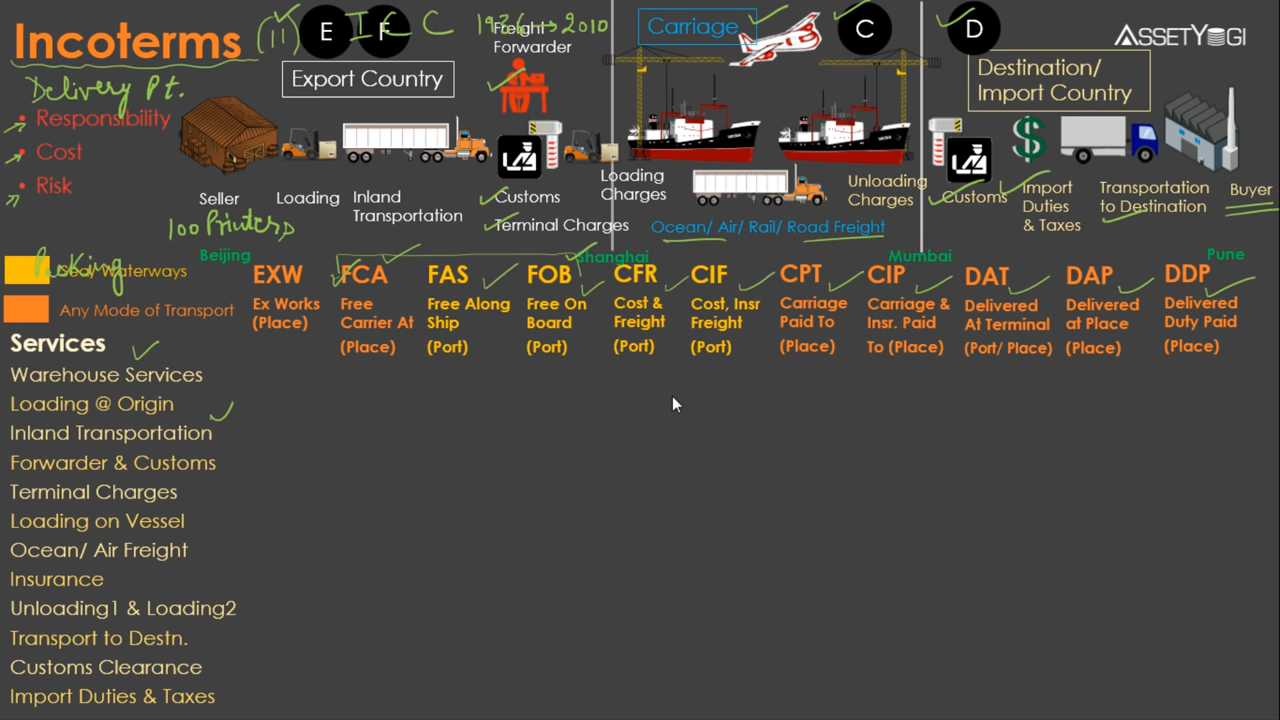 Incoterms (11) E F I C C 1936 → 2010
Freight
Forwarder
Carriage
C
D
ASSETYOGI
Export Country
Destination/
Import Country
Delivery Pt.
• Responsibility
• Cost
• Risk
Seller
Loading
Inland
Transportation
Customs
Terminal Charges
Loading
Charges
Ocean/ Air/ Rail/ Road Freight
Unloading
Charges
Customs
Import
Duties
& Taxes
Transportation
to Destination
Buyer
100 Printers
Beijing
Shanghai
Mumbai
Pune
Packing
Sea/ Waterways
Any Mode of Transport
EXW
Ex Works
(Place)
FCA
Free
Carrier At
(Place)
FAS
Free Along
Ship
(Port)
FOB
Free On
Board
(Port)
CFR
Cost &
Freight
(Port)
CIF
Cost, Insr
Freight
(Port)
CPT
Carriage
Paid To
(Place)
CIP
Carriage &
Insr. Paid
To (Place)
DAT
Delivered
At Terminal
(Port/ Place)
DAP
Delivered
at Place
(Place)
DDP
Delivered
Duty Paid
(Place)
Services
Warehouse Services
Loading @ Origin
Inland Transportation
Forwarder & Customs
Terminal Charges
Loading on Vessel
Ocean/ Air Freight
Insurance
Unloading1 & Loading2
Transport to Destn.
Customs Clearance
Import Duties & Taxes